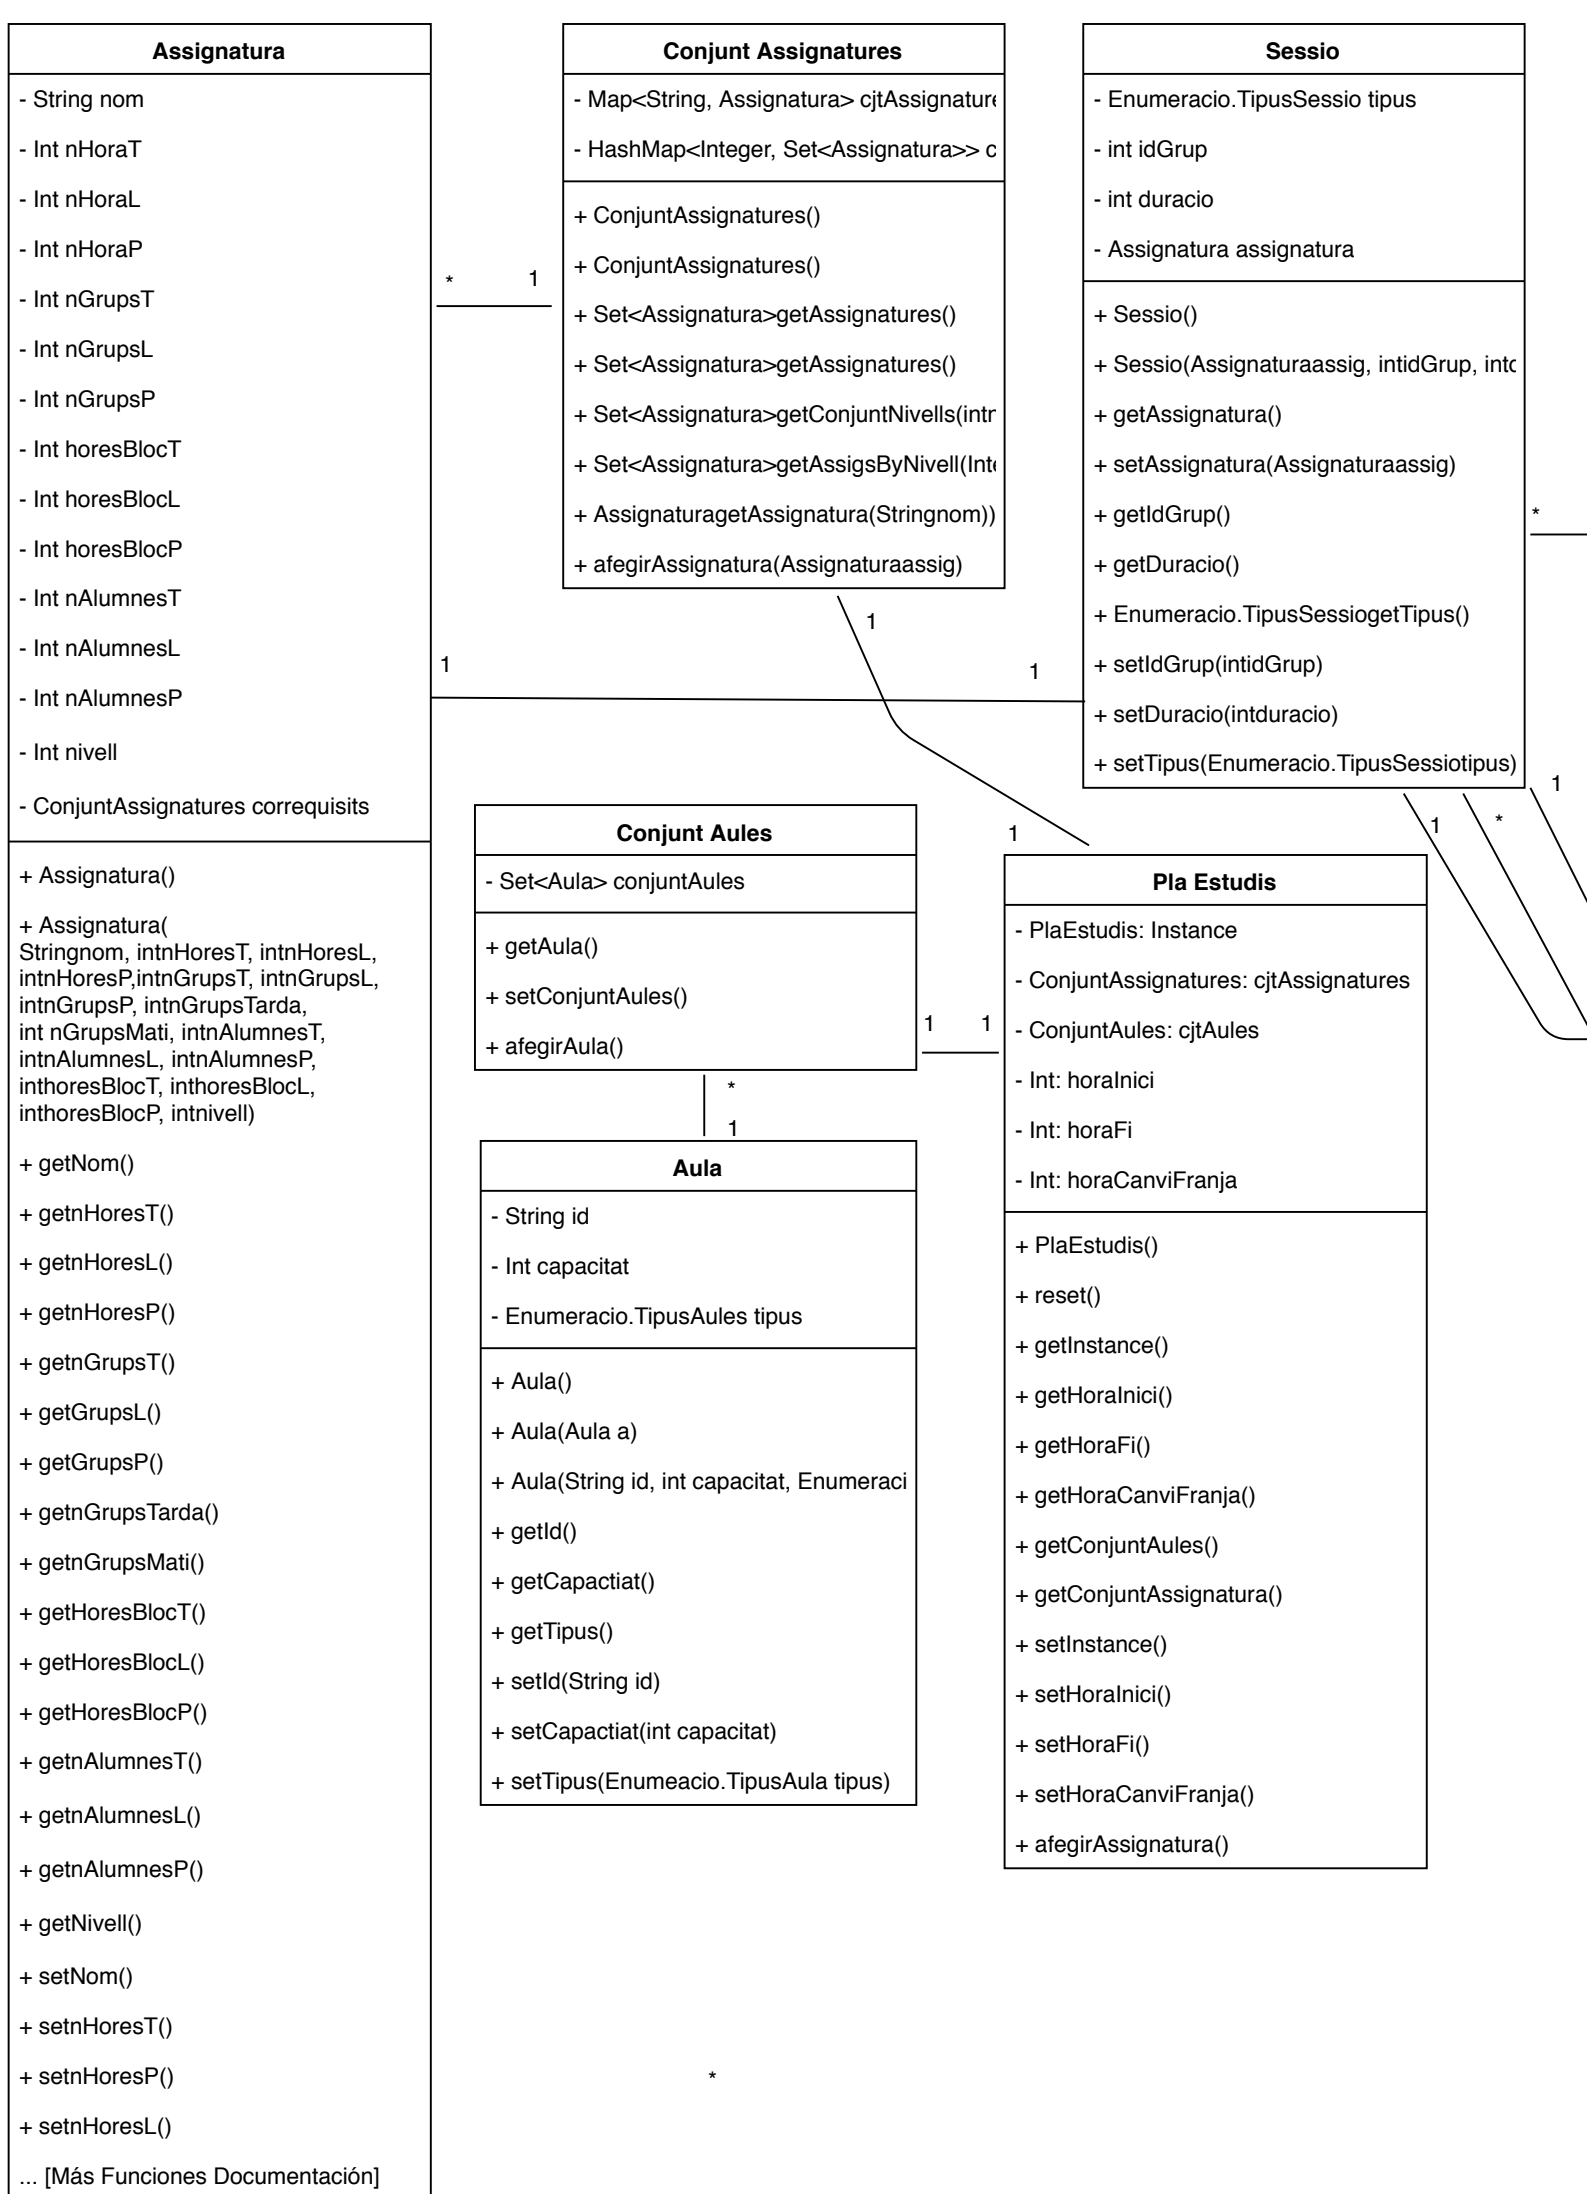 Assignatura
- String nom
- Int nHoraT
- Int nHoraL
- Int nHoraP
- Int nGrupsT
- Int nGrupsL
- Int nGrupsP
- Int horesBlocT
- Int horesBlocL
- Int horesBlocP
- Int nAlumnesT
- Int nAlumnesL
- Int nAlumnesP
- Int nivell
- ConjuntAssignatures correquisits
+ Assignatura()
+ Assignatura(
Stringnom, intnHoresT, intnHoresL,
intnHoresP,intnGrupsT, intnGrupsL,
intnGrupsP, intnGrupsTarda,
int nGrupsMati, intnAlumnesT,
intnAlumnesL, intnAlumnesP,
inthoresBlocT, inthoresBlocL,
inthoresBlocP, intnivell)
+ getNom()
+ getnHoresT()
+ getnHoresL()
+ getnHoresP()
+ getnGrupsT()
+ getGrupsL()
+ getGrupsP()
+ getnGrupsTarda()
+ getnGrupsMati()
+ getHoresBlocT()
+ getHoresBlocL()
+ getHoresBlocP()
+ getnAlumnesT()
+ getnAlumnesL()
+ getnAlumnesP()
+ getNivell()
+ setNom()
+ setnHoresT()
+ setnHoresP()
+ setnHoresL()
... [Más Funciones Documentación]
* 1
1 1
Conjunt Assignatures
- Map<String, Assignatura> cjtAssignature
- HashMap<Integer, Set<Assignatura>> c
+ ConjuntAssignatures()
+ ConjuntAssignatures()
+ Set<Assignatura>getAssignatures()
+ Set<Assignatura>getAssignatures()
+ Set<Assignatura>getConjuntNivells(intn
+ Set<Assignatura>getAssigsByNivell(Inte
+ AssignaturagetAssignatura(Stringnom))
+ afegirAssignatura(Assignaturaassig)
1
1
Sessio
- Enumeracio.TipusSessio tipus
- int idGrup
- int duracio
- Assignatura assignatura
+ Sessio()
+ Sessio(Assignaturaassig, intidGrup, intd
+ getAssignatura()
+ setAssignatura(Assignaturaassig)
+ getIdGrup()
+ getDuracio()
+ Enumeracio.TipusSessiogetTipus()
+ setIdGrup(intidGrup)
+ setDuracio(intduracio)
+ setTipus(Enumeracio.TipusSessiotipus)
*
1 * 1
Conjunt Aules
- Set<Aula> conjuntAules
+ getAula()
+ setConjuntAules()
+ afegirAula()
1 1
*
1
Aula
- String id
- Int capacitat
- Enumeracio.TipusAules tipus
+ Aula()
+ Aula(Aula a)
+ Aula(String id, int capacitat, Enumeraci
+ getId()
+ getCapactiat()
+ getTipus()
+ setId(String id)
+ setCapactiat(int capacitat)
+ setTipus(Enumeacio.TipusAula tipus)
Pla Estudis
- PlaEstudis: Instance
- ConjuntAssignatures: cjtAssignatures
- ConjuntAules: cjtAules
- Int: horaInici
- Int: horaFi
- Int: horaCanviFranja
+ PlaEstudis()
+ reset()
+ getInstance()
+ getHoraInici()
+ getHoraFi()
+ getHoraCanviFranja()
+ getConjuntAules()
+ getConjuntAssignatura()
+ setInstance()
+ setHoraInici()
+ setHoraFi()
+ setHoraCanviFranja()
+ afegirAssignatura()
*